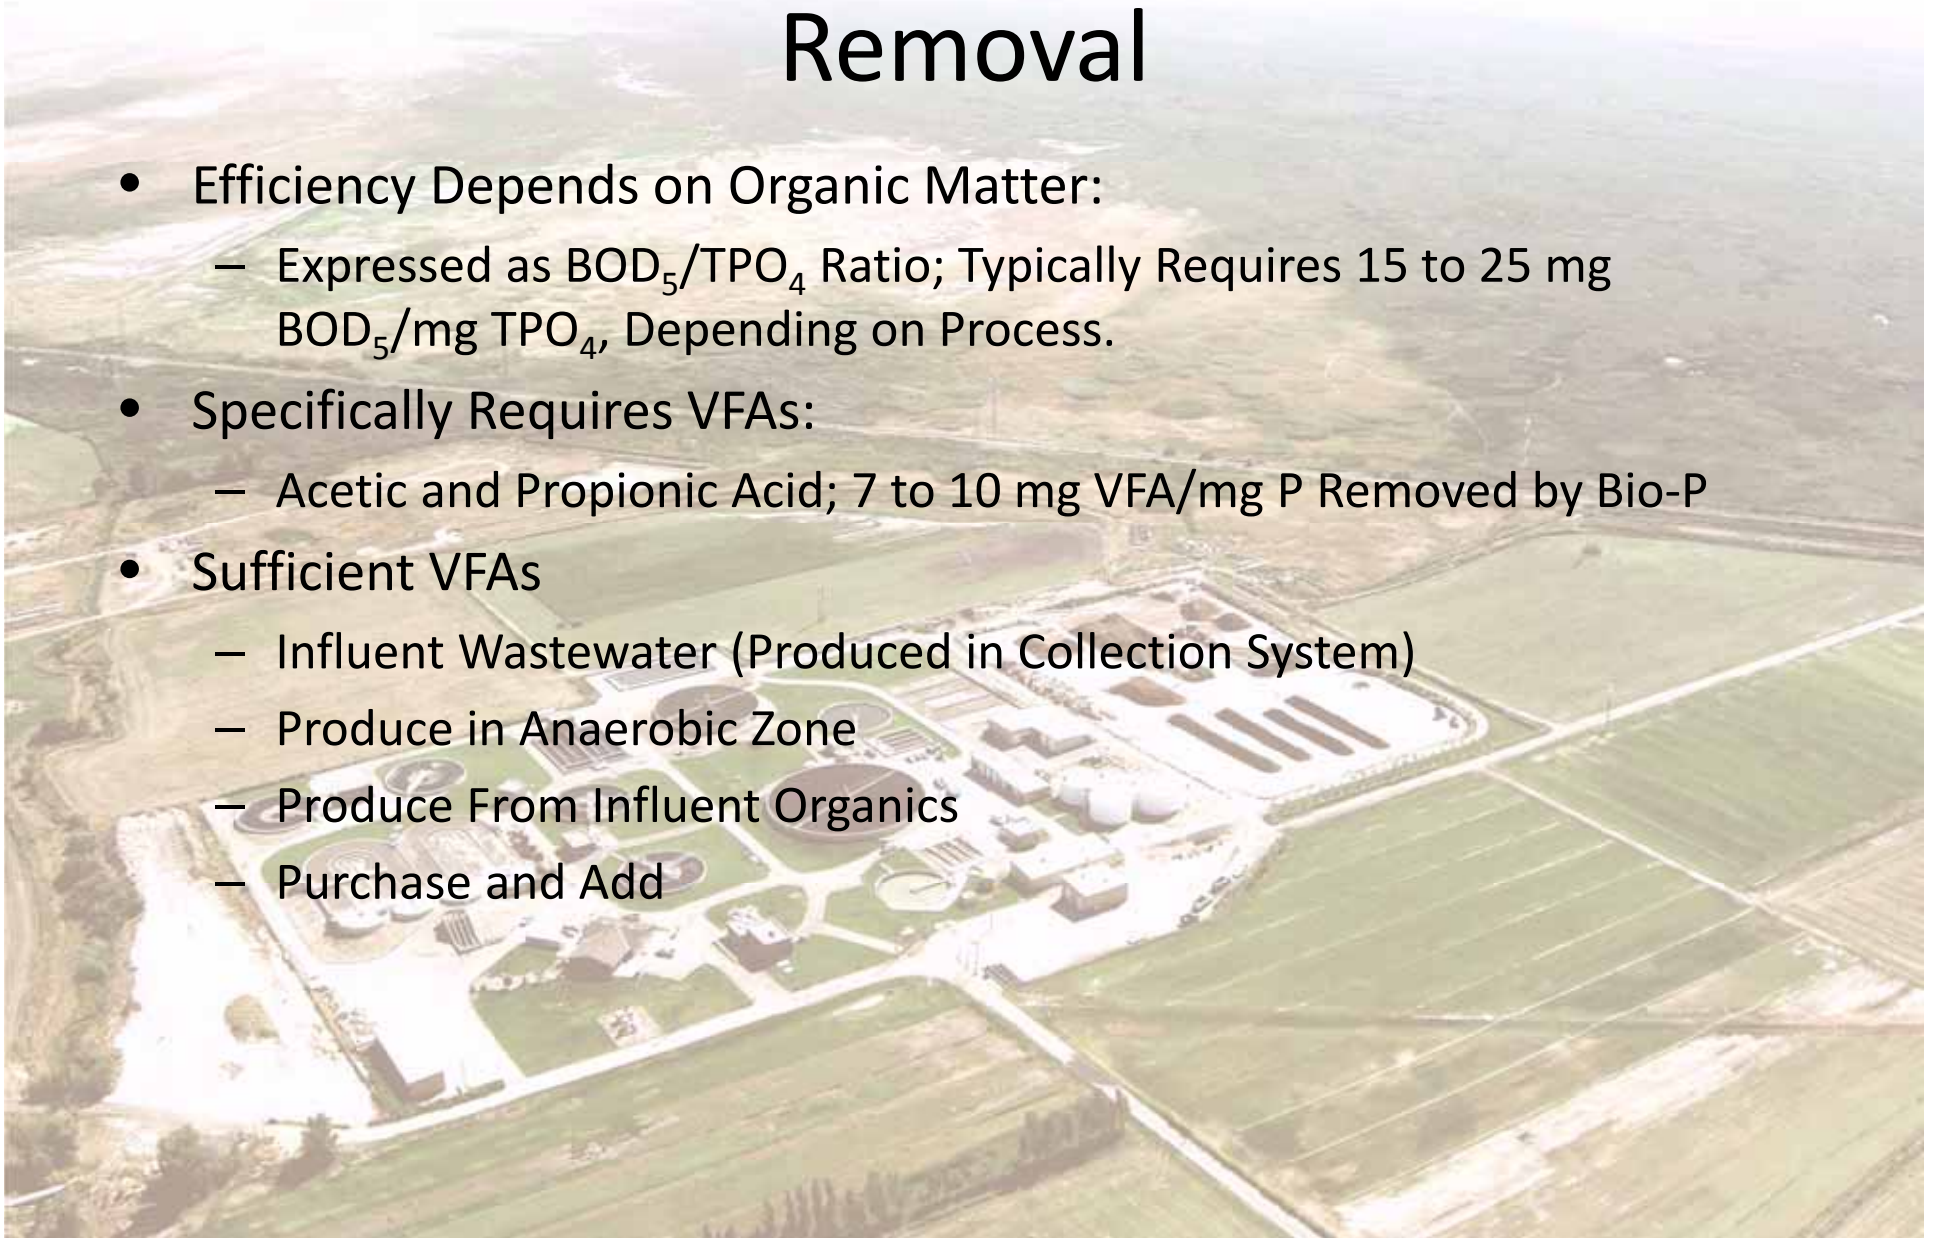 Removal
• Efficiency Depends on Organic Matter:
– Expressed as BOD₅/TPO₄ Ratio; Typically Requires 15 to 25 mg
BOD₅/mg TPO₄, Depending on Process.
• Specifically Requires VFAs:
– Acetic and Propionic Acid; 7 to 10 mg VFA/mg P Removed by Bio-P
• Sufficient VFAs
– Influent Wastewater (Produced in Collection System)
– Produce in Anaerobic Zone
– Produce From Influent Organics
– Purchase and Add